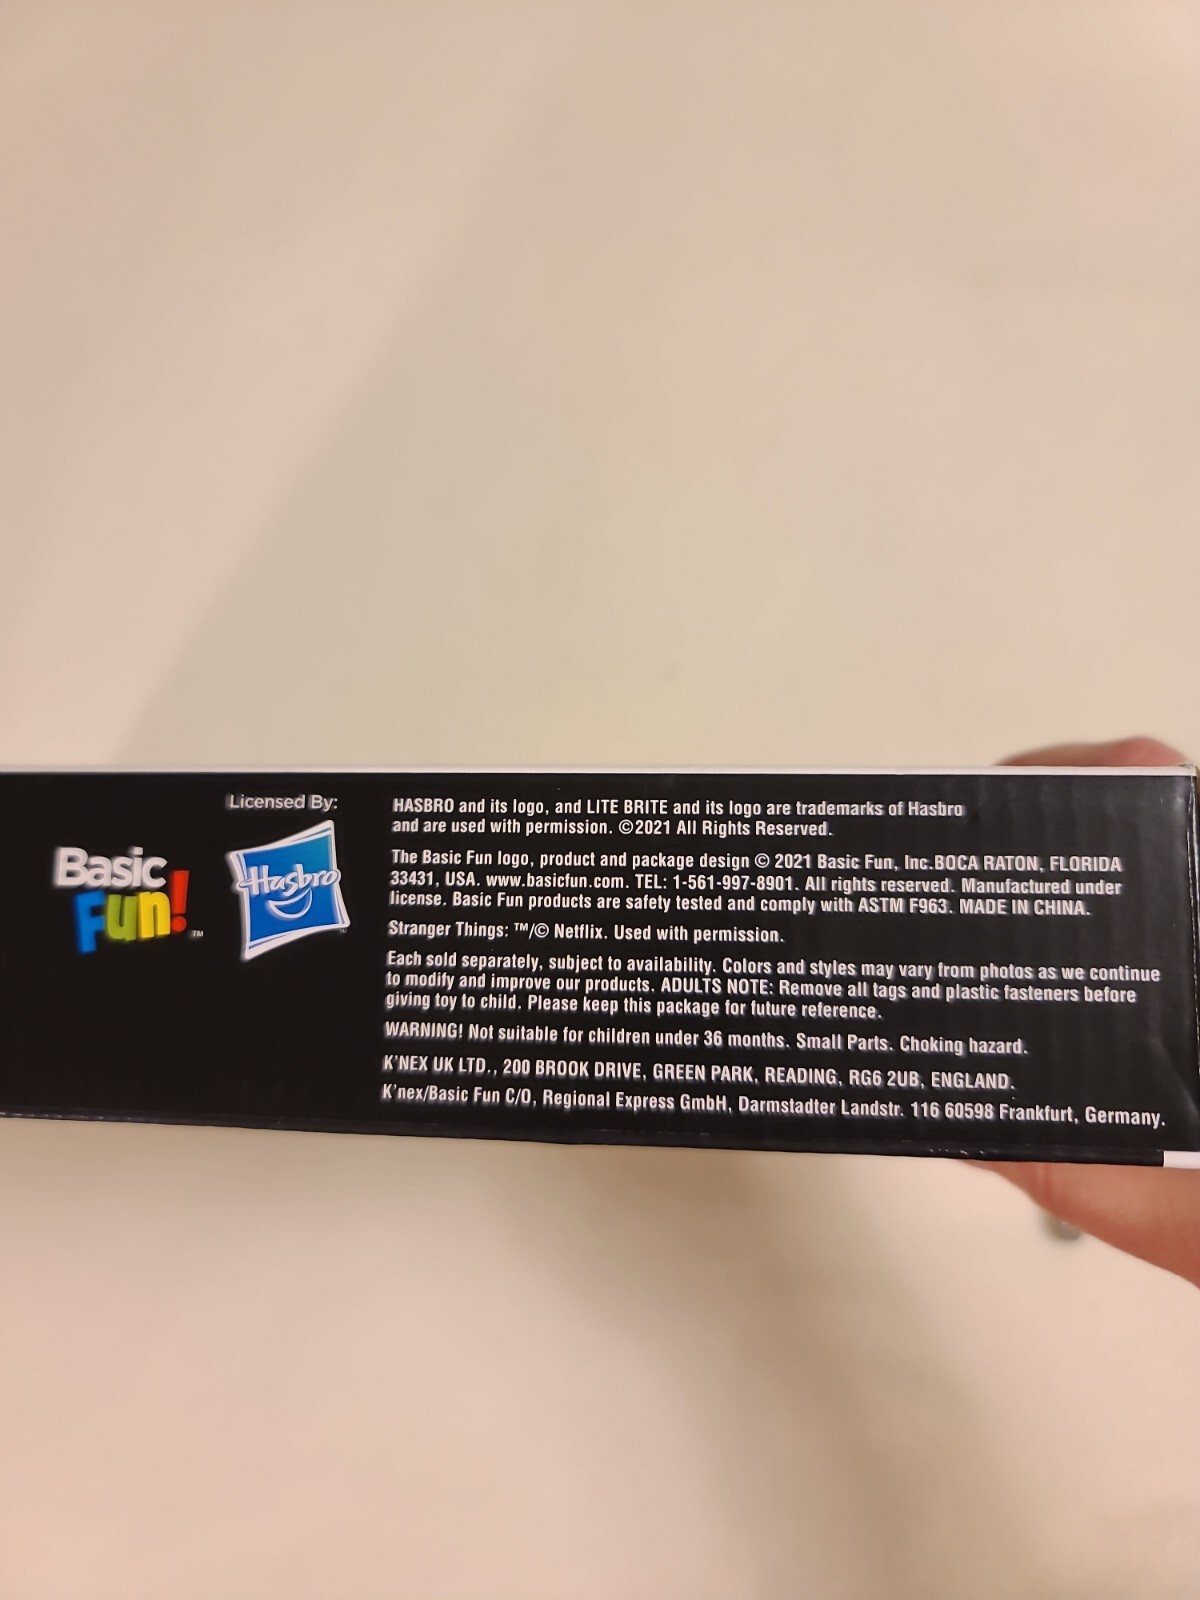 Licensed By:
Basic
Fun!™
Hasbro
HASBRO and its logo, and LITE BRITE and its logo are trademarks of Hasbro
and are used with permission. ©2021 All Rights Reserved.
The Basic Fun logo, product and package design © 2021 Basic Fun, Inc.BOCA RATON, FLORIDA
33431, USA. www.basicfun.com. TEL: 1-561-997-8901. All rights reserved. Manufactured under
license. Basic Fun products are safety tested and comply with ASTM F963. MADE IN CHINA.
Stranger Things: ™/© Netflix. Used with permission.
Each sold separately, subject to availability. Colors and styles may vary from photos as we continue
to modify and improve our products. ADULTS NOTE: Remove all tags and plastic fasteners before
giving toy to child. Please keep this package for future reference.
WARNING! Not suitable for children under 36 months. Small Parts. Choking hazard.
K'NEX UK LTD., 200 BROOK DRIVE, GREEN PARK, READING, RG6 2UB, ENGLAND.
K'nex/Basic Fun C/O, Regional Express GmbH, Darmstadter Landstr. 116 60598 Frankfurt, Germany.